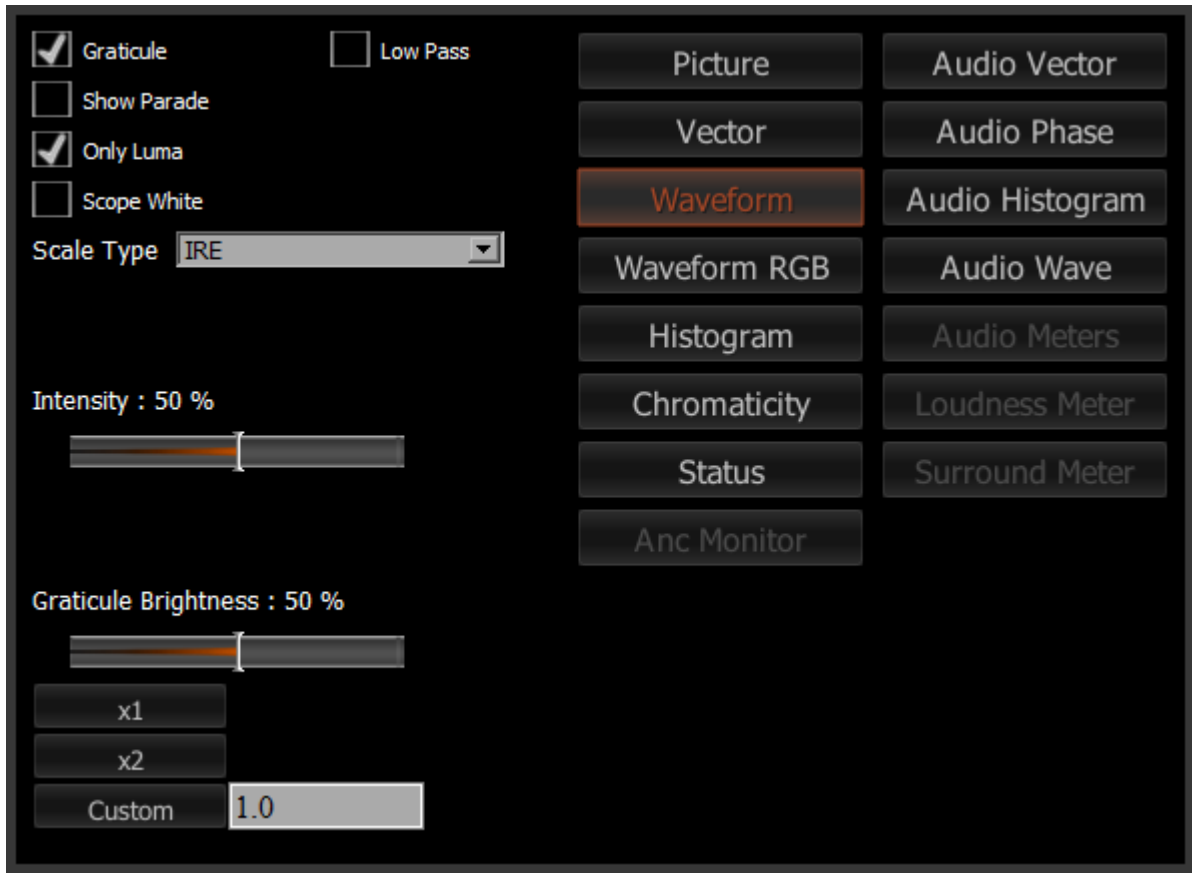 Graticule
Low Pass
Show Parade
Only Luma
Scope White
Scale Type IRE
Intensity : 50 %
Graticule Brightness : 50 %
x1
x2
Custom 1.0
Picture
Vector
Waveform
Waveform RGB
Histogram
Chromaticity
Status
Anc Monitor
Audio Vector
Audio Phase
Audio Histogram
Audio Wave
Audio Meters
Loudness Meter
Surround Meter